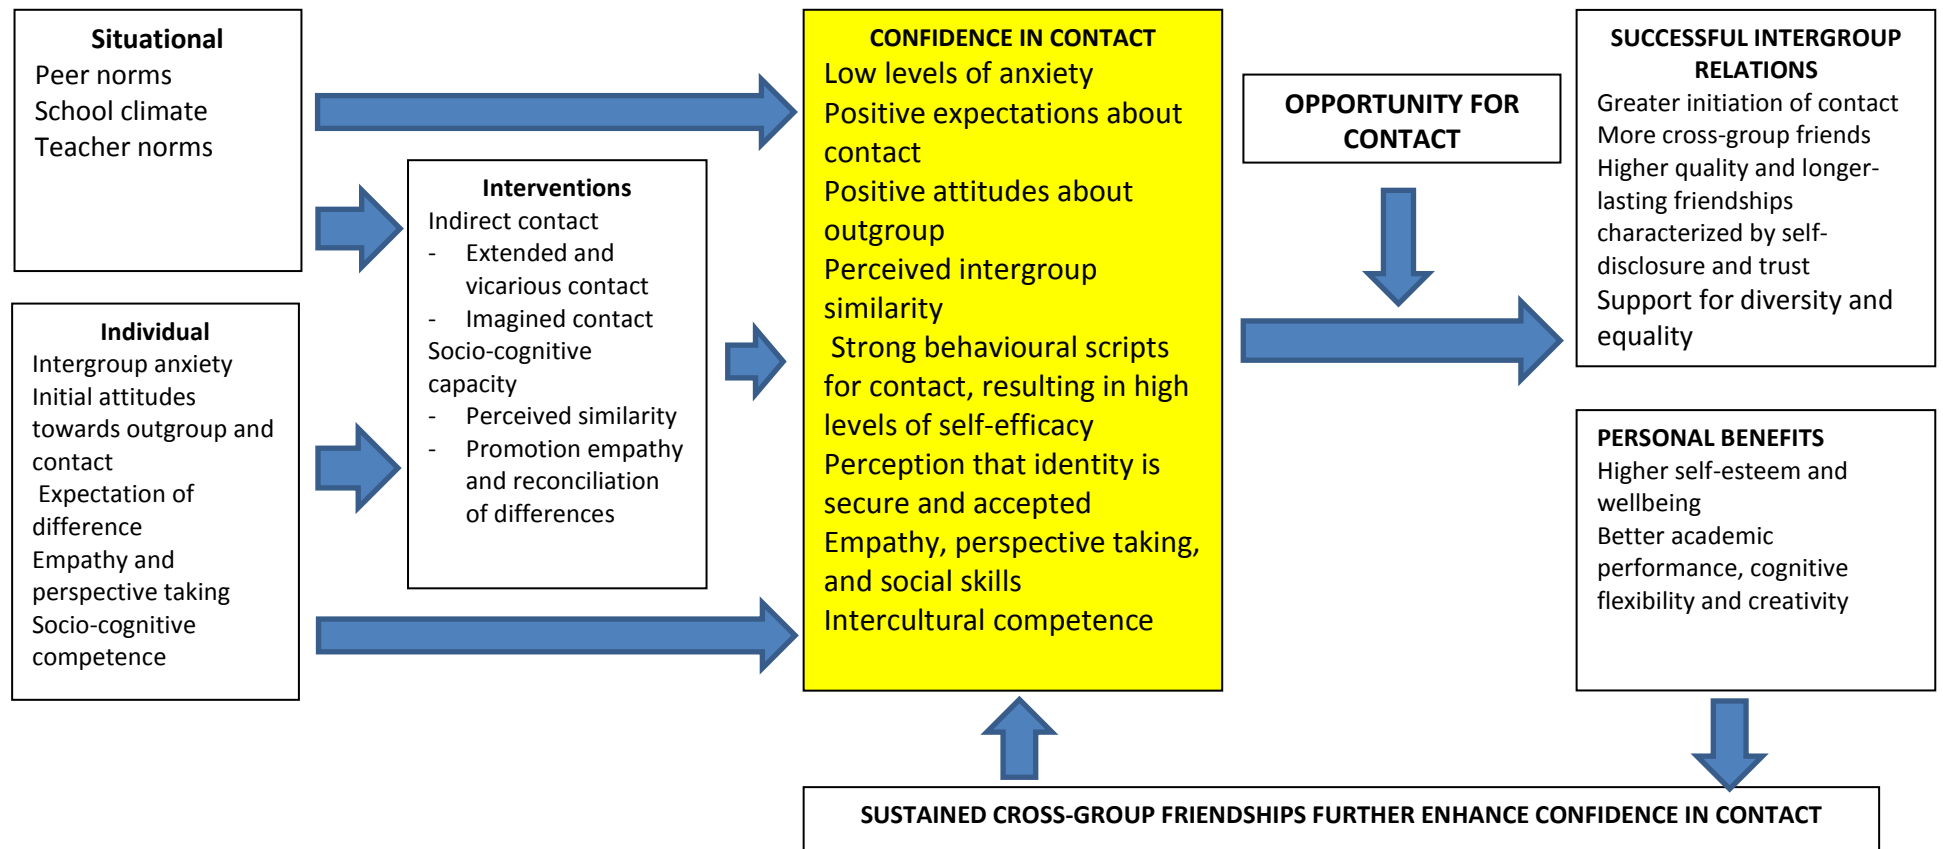 Situational
Peer norms
School climate
Teacher norms
Individual
Intergroup anxiety
Initial attitudes
towards outgroup and
contact
Expectation of
difference
Empathy and
perspective taking
Socio-cognitive
competence
Interventions
Indirect contact
- Extended and
vicarious contact
- Imagined contact
Socio-cognitive
capacity
- Perceived similarity
- Promotion empathy
and reconciliation
of differences
CONFIDENCE IN CONTACT
Low levels of anxiety
Positive expectations about
contact
Positive attitudes about
outgroup
Perceived intergroup
similarity
Strong behavioural scripts
for contact, resulting in high
levels of self-efficacy
Perception that identity is
secure and accepted
Empathy, perspective taking,
and social skills
Intercultural competence
OPPORTUNITY FOR
CONTACT
SUCCESSFUL INTERGROUP
RELATIONS
Greater initiation of contact
More cross-group friends
Higher quality and longer-
lasting friendships
characterized by self-
disclosure and trust
Support for diversity and
equality
PERSONAL BENEFITS
Higher self-esteem and
wellbeing
Better academic
performance, cognitive
flexibility and creativity
SUSTAINED CROSS-GROUP FRIENDSHIPS FURTHER ENHANCE CONFIDENCE IN CONTACT